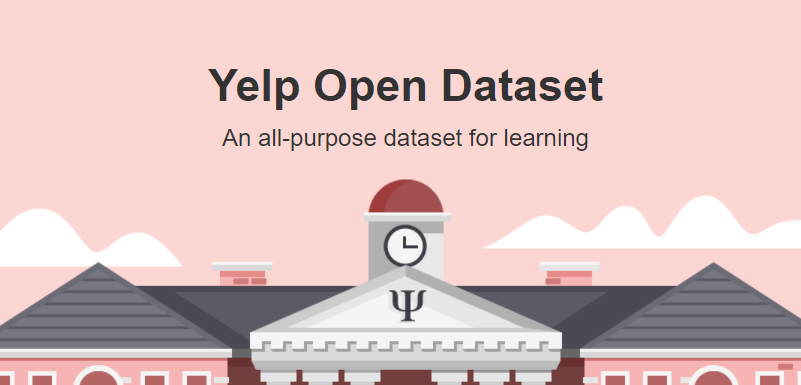 Yelp Open Dataset
An all-purpose dataset for learning
Ψ